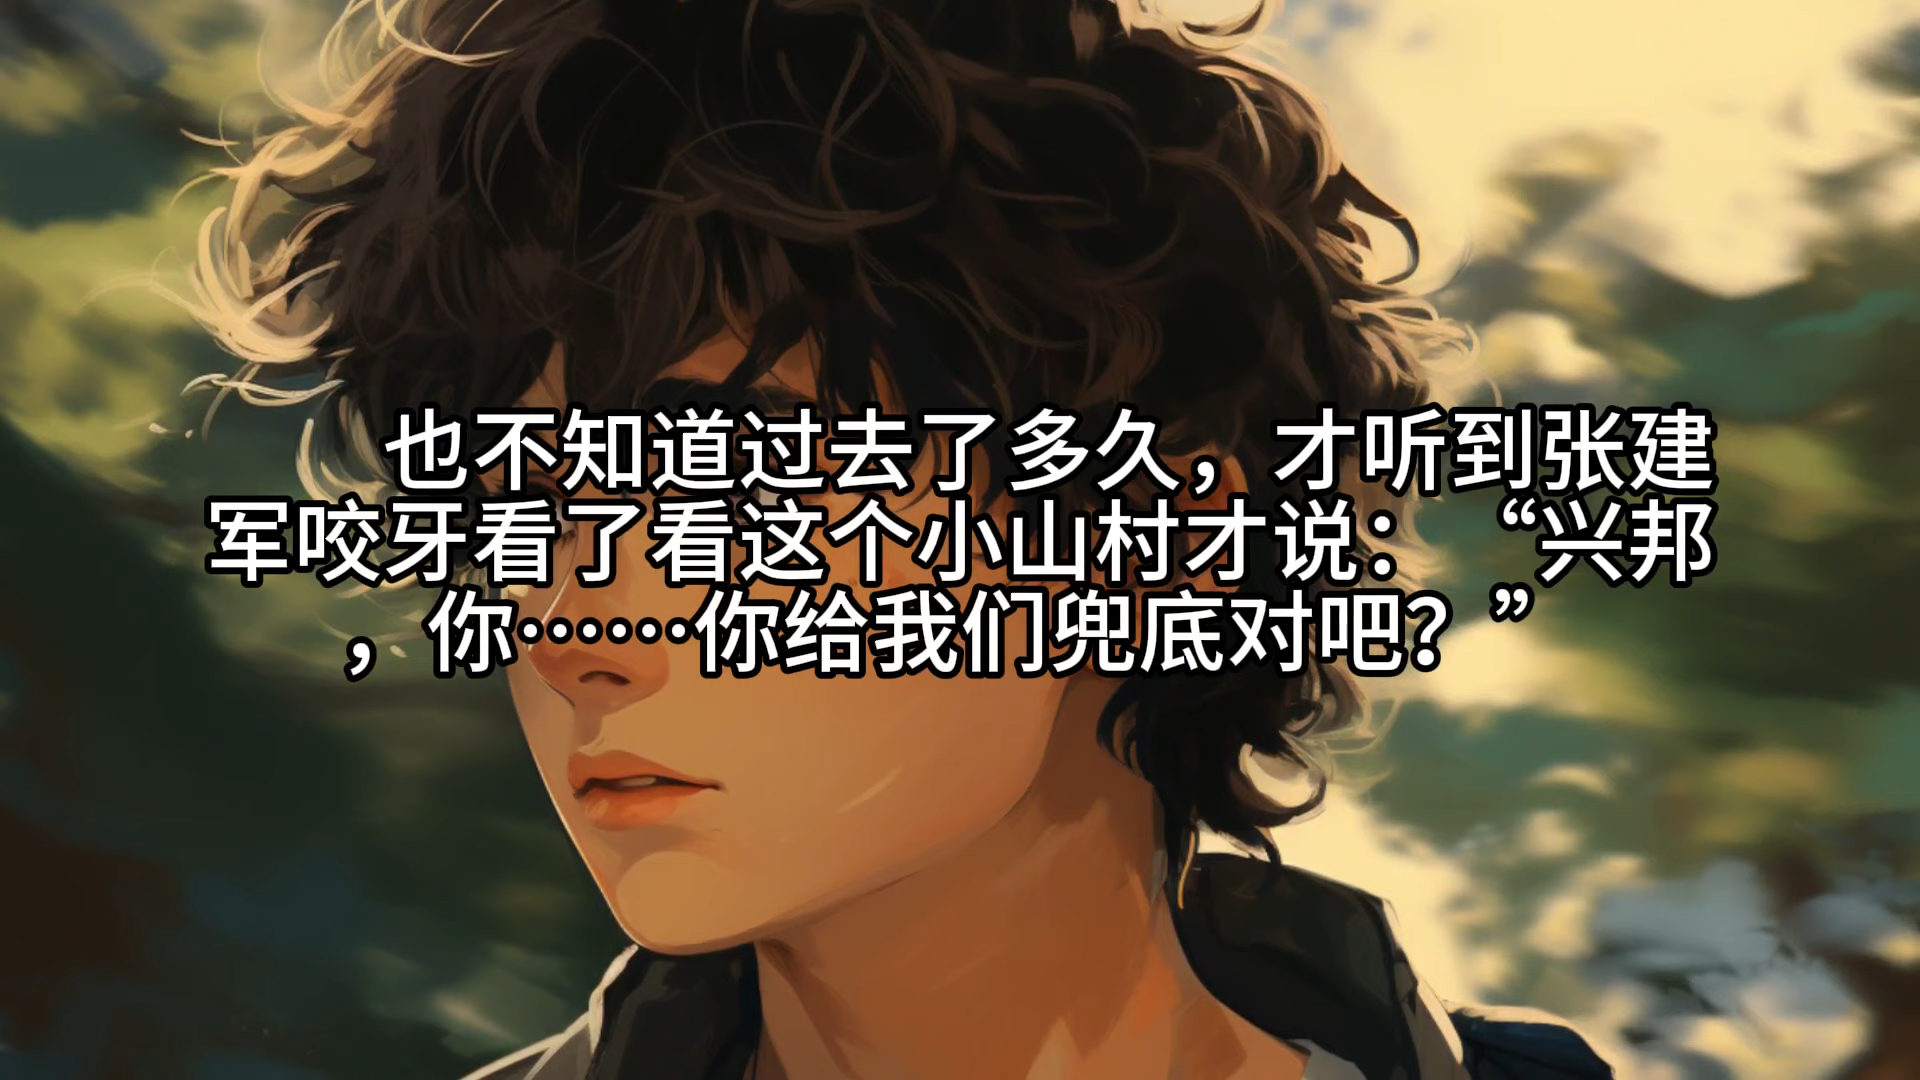 也不知道过去了多久，才听到张建
军咬牙看了看这个小山村才说：“兴邦
，你……你给我们兜底对吧？”